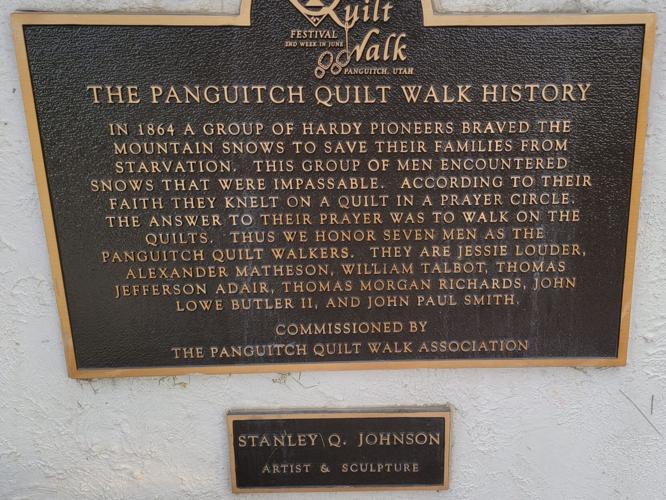 Quilt
FESTIVAL
2ND WEEK IN JUNE
Walk
PANGUITCH, UTAH
THE PANGUITCH QUILT WALK HISTORY
IN 1864 A GROUP OF HARDY PIONEERS BRAVED THE
MOUNTAIN SNOWS TO SAVE THEIR FAMILIES FROM
STARVATION. THIS GROUP OF MEN ENCOUNTERED
SNOWS THAT WERE IMPASSABLE. ACCORDING TO THEIR
FAITH THEY KNELT ON A QUILT IN A PRAYER CIRCLE.
THE ANSWER TO THEIR PRAYER WAS TO WALK ON THE
QUILTS. THUS WE HONOR SEVEN MEN AS THE
PANGUITCH QUILT WALKERS. THEY ARE JESSIE LOUDER,
ALEXANDER MATHESON, WILLIAM TALBOT, THOMAS
JEFFERSON ADAIR, THOMAS MORGAN RICHARDS, JOHN
LOWE BUTLER II, AND JOHN PAUL SMITH.
COMMISSIONED BY
THE PANGUITCH QUILT WALK ASSOCIATION
STANLEY Q. JOHNSON
ARTIST & SCULPTURE